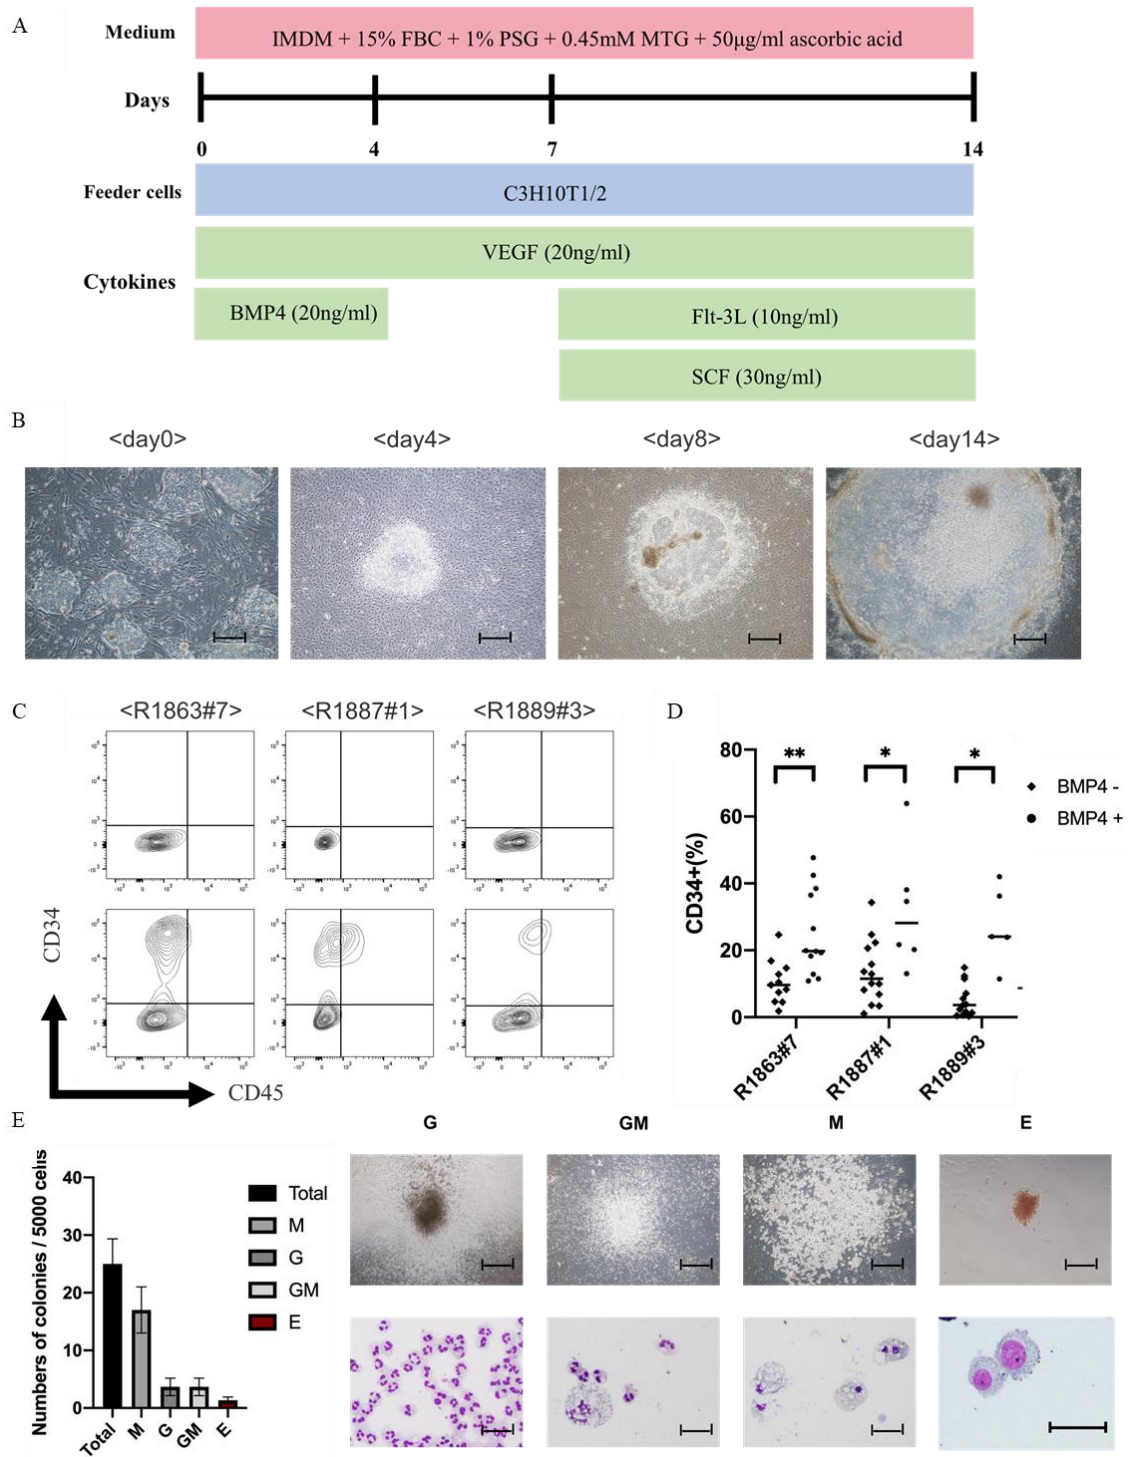 A
Medium
IMDM + 15% FBC + 1% PSG + 0.45mM MTG + 50μg/ml ascorbic acid
Days
0 4 7 14
Feeder cells
C3H10T1/2
Cytokines
VEGF (20ng/ml)
BMP4 (20ng/ml)
Flt-3L (10ng/ml)
SCF (30ng/ml)
B
<day0> <day4> <day8> <day14>
C
<R1863#7> <R1887#1> <R1889#3>
CD34
CD45
D
CD34+(%)
80
60
40
20
0
** * *
BMP4 -
BMP4 +
R1863#7 R1887#1 R1889#3
E
Numbers of colonies / 5000 cells
40
30
20
10
0
Total M G GM E
Total
M
G
GM
E
G GM M E